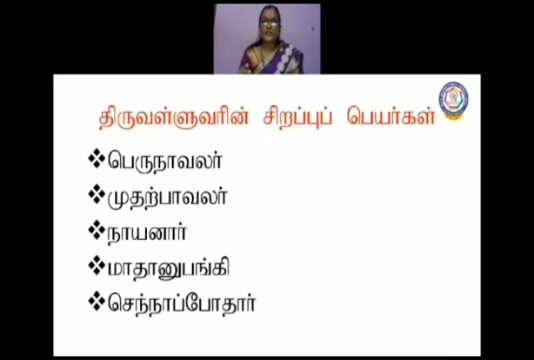 திருவள்ளுவரின் சிறப்புப் பெயர்கள்
❖பெருநாவலர்
❖முதற்பாவலர்
❖நாயனார்
❖மாதானுபங்கி
❖செந்நாப்போதார்